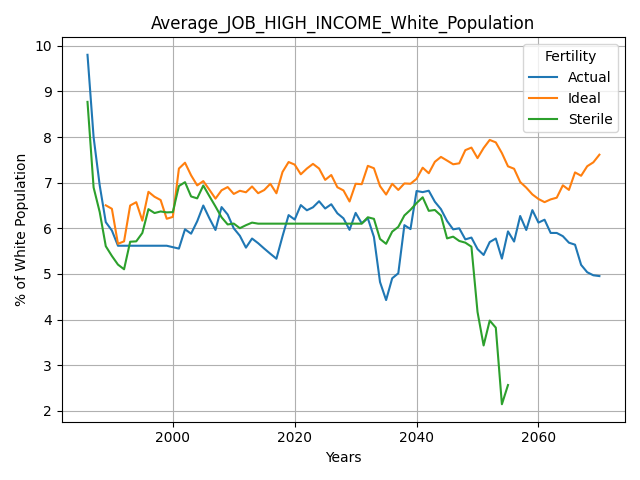 Average_JOB_HIGH_INCOME_White_Population
10
9
8
7
6
5
4
3
2
% of White Population
Fertility
Actual
Ideal
Sterile
2000
2020
2040
2060
Years